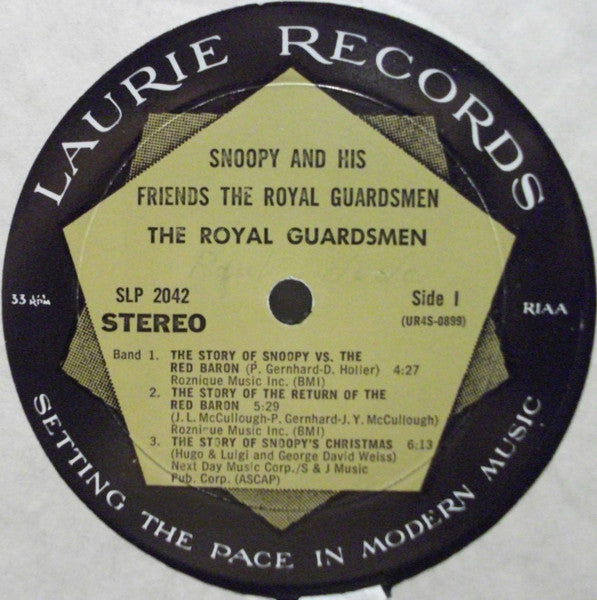 LAURIE RECORDS
SNOOPY AND HIS
FRIENDS THE ROYAL GUARDSMEN
THE ROYAL GUARDSMEN
33 1/3 RPM
SLP 2042
STEREO
Side I
(UR4S-0899)
RIAA
Band 1. THE STORY OF SNOOPY VS. THE
RED BARON (P. Gernhard-D. Holler) 4:27
Roznique Music Inc. (BMI)
2. THE STORY OF THE RETURN OF THE
RED BARON 5:29
(J. L. McCullough-P. Gernhard-J. Y. McCullough)
Roznique Music Inc. (BMI)
3. THE STORY OF SNOOPY'S CHRISTMAS 6:13
(Hugo & Luigi and George David Weiss)
Next Day Music Corp./S & J Music
Pub. Corp. (ASCAP)
SETTING THE PACE IN MODERN MUSIC